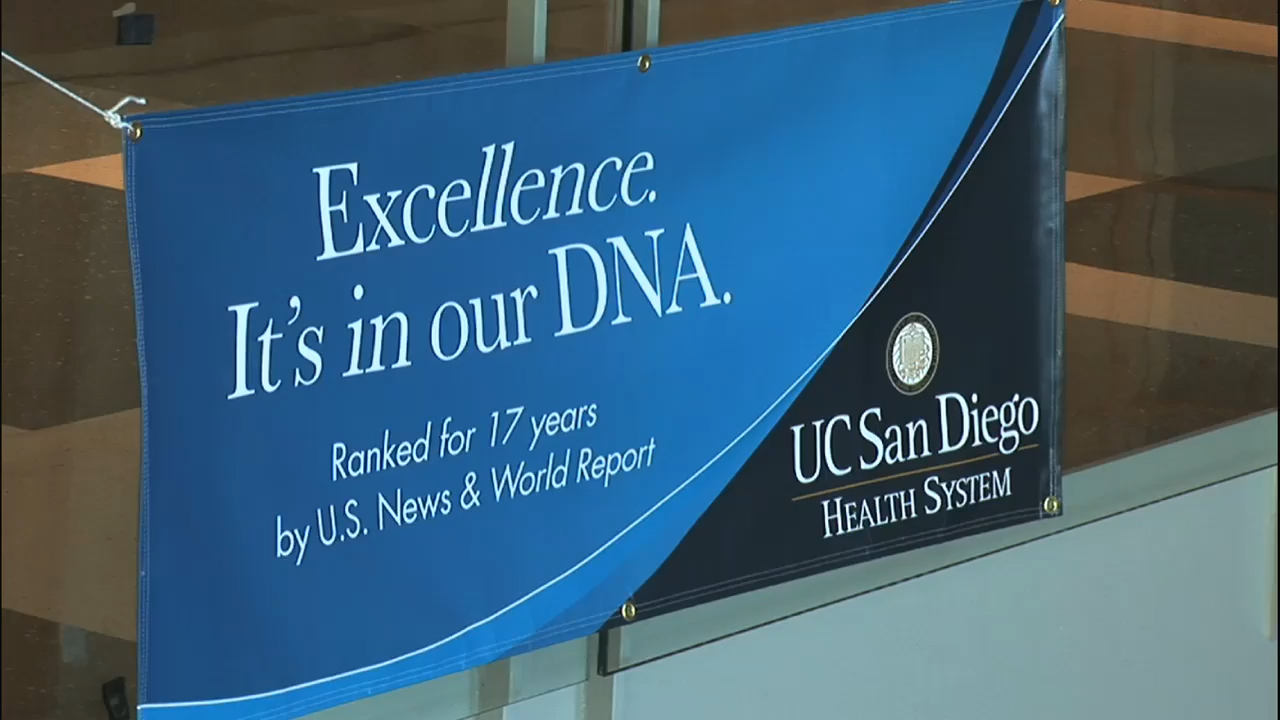 Excellence.
It's in our DNA.
Ranked for 17 years
by U.S. News & World Report
UC San Diego
HEALTH SYSTEM